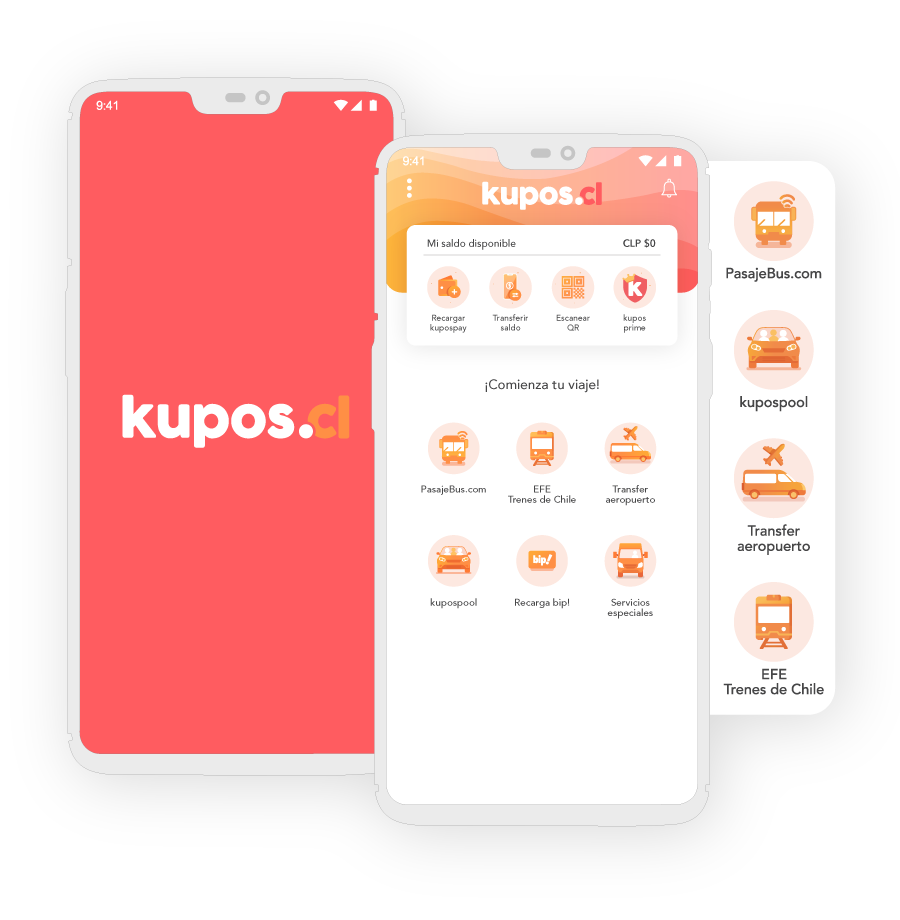 9:41
kupos.cl
9:41
kupos.cl
Mi saldo disponible CLP $0
Recargar
kupospay
Transferir
saldo
Escanear
QR
K
kupos
prime
¡Comienza tu viaje!
PasajeBus.com
EFE
Trenes de Chile
Transfer
aeropuerto
kupospool
bip!
Recarga bip!
Servicios
especiales
PasajeBus.com
kupospool
Transfer
aeropuerto
EFE
Trenes de Chile